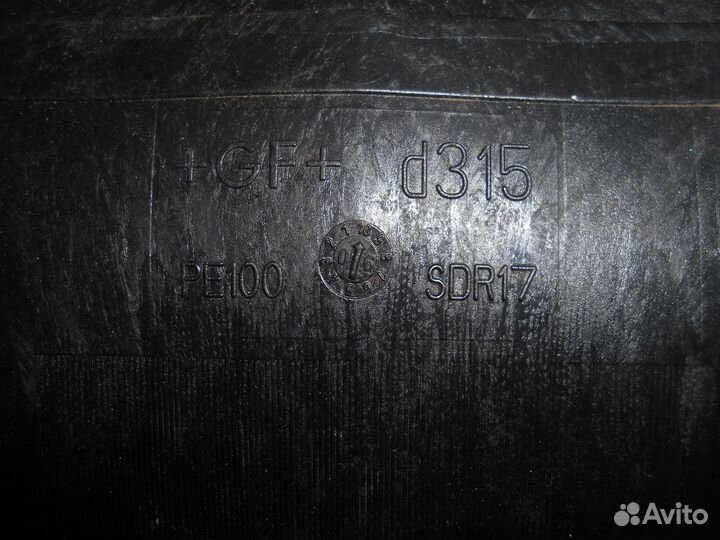 +GF+ d315
PE100 SDR17
Avito